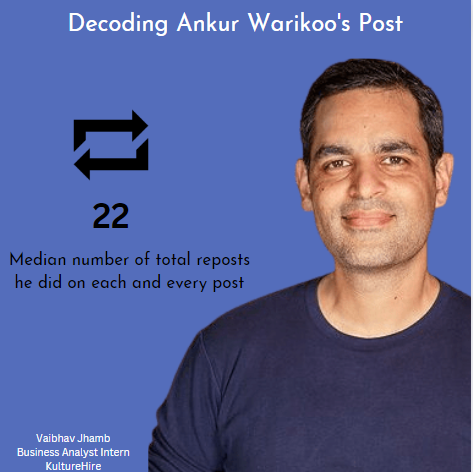 Decoding Ankur Warikoo's Post
22
Median number of total reposts
he did on each and every post
Vaibhav Jhamb
Business Analyst Intern
KultureHire